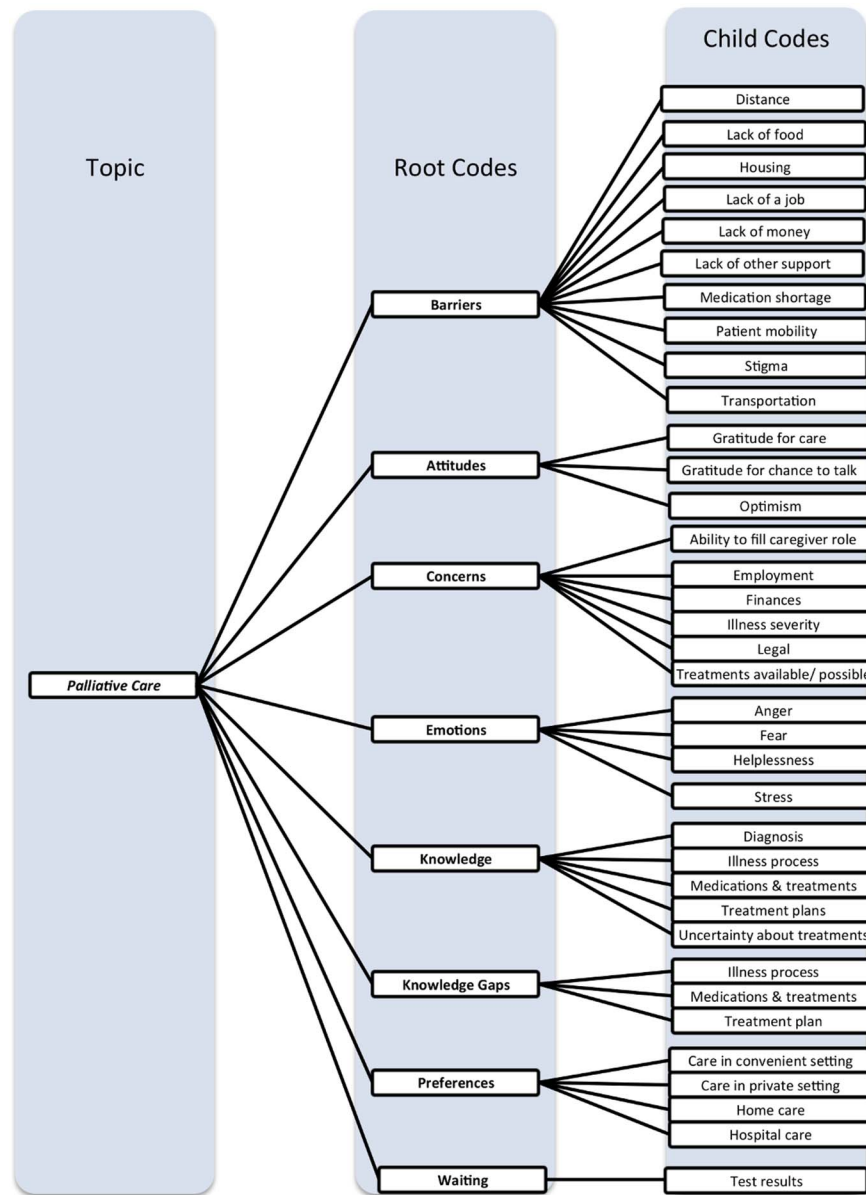 Topic
Root Codes
Child Codes
Palliative Care
Barriers
Distance
Lack of food
Housing
Lack of a job
Lack of money
Lack of other support
Medication shortage
Patient mobility
Stigma
Transportation
Attitudes
Gratitude for care
Gratitude for chance to talk
Optimism
Concerns
Ability to fill caregiver role
Employment
Finances
Illness severity
Legal
Treatments available/ possible
Emotions
Anger
Fear
Helplessness
Stress
Knowledge
Diagnosis
Illness process
Medications & treatments
Treatment plans
Uncertainty about treatments
Knowledge Gaps
Illness process
Medications & treatments
Treatment plan
Preferences
Care in convenient setting
Care in private setting
Home care
Hospital care
Waiting
Test results